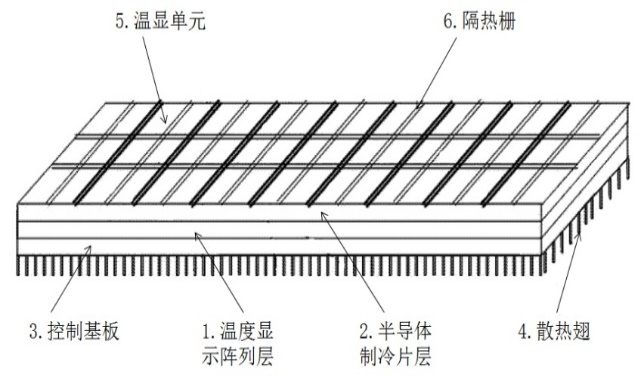 5.温显单元
6.隔热栅
3.控制基板
1.温度显
示阵列层
2.半导体
制冷片层
4.散热翅